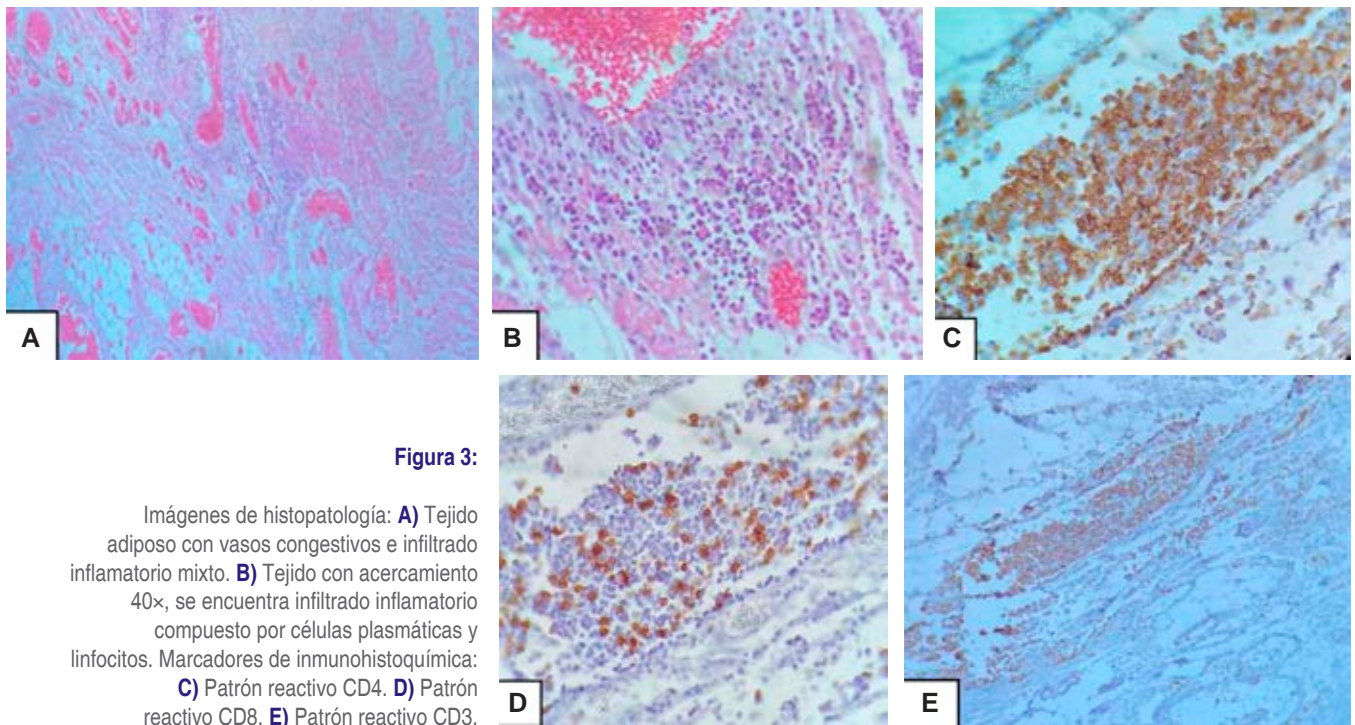 A
B
C
Figura 3:
Imágenes de histopatología: A) Tejido
adiposo con vasos congestivos e infiltrado
inflamatorio mixto. B) Tejido con acercamiento
40×, se encuentra infiltrado inflamatorio
compuesto por células plasmáticas y
linfocitos. Marcadores de inmunohistoquímica:
C) Patrón reactivo CD4. D) Patrón
reactivo CD8. E) Patrón reactivo CD3.
D
E